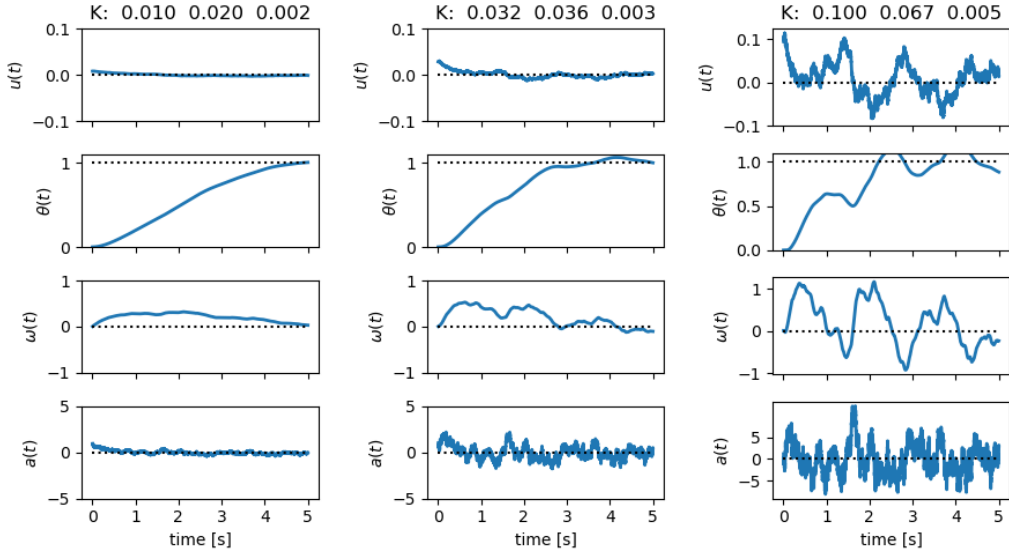 K: 0.010 0.020 0.002
0.1
0.0
−0.1
u(t)
1
0
θ(t)
1
0
−1
ω(t)
5
0
−5
a(t)
0 1 2 3 4 5
time [s]
K: 0.032 0.036 0.003
0.1
0.0
−0.1
u(t)
1
0
θ(t)
1
0
−1
ω(t)
5
0
−5
a(t)
0 1 2 3 4 5
time [s]
K: 0.100 0.067 0.005
0.1
0.0
−0.1
u(t)
1.0
0.5
0.0
θ(t)
1
0
−1
ω(t)
5
0
−5
a(t)
0 1 2 3 4 5
time [s]